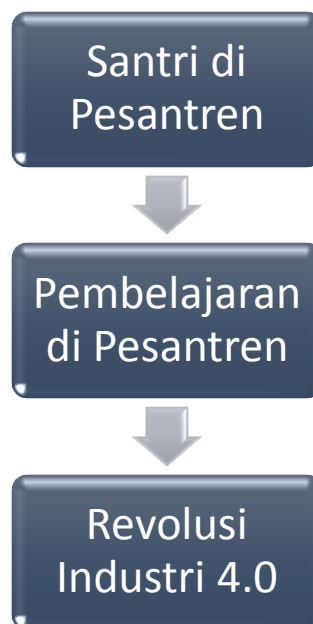 Santri di
Pesantren
Pembelajaran
di Pesantren
Revolusi
Industri 4.0